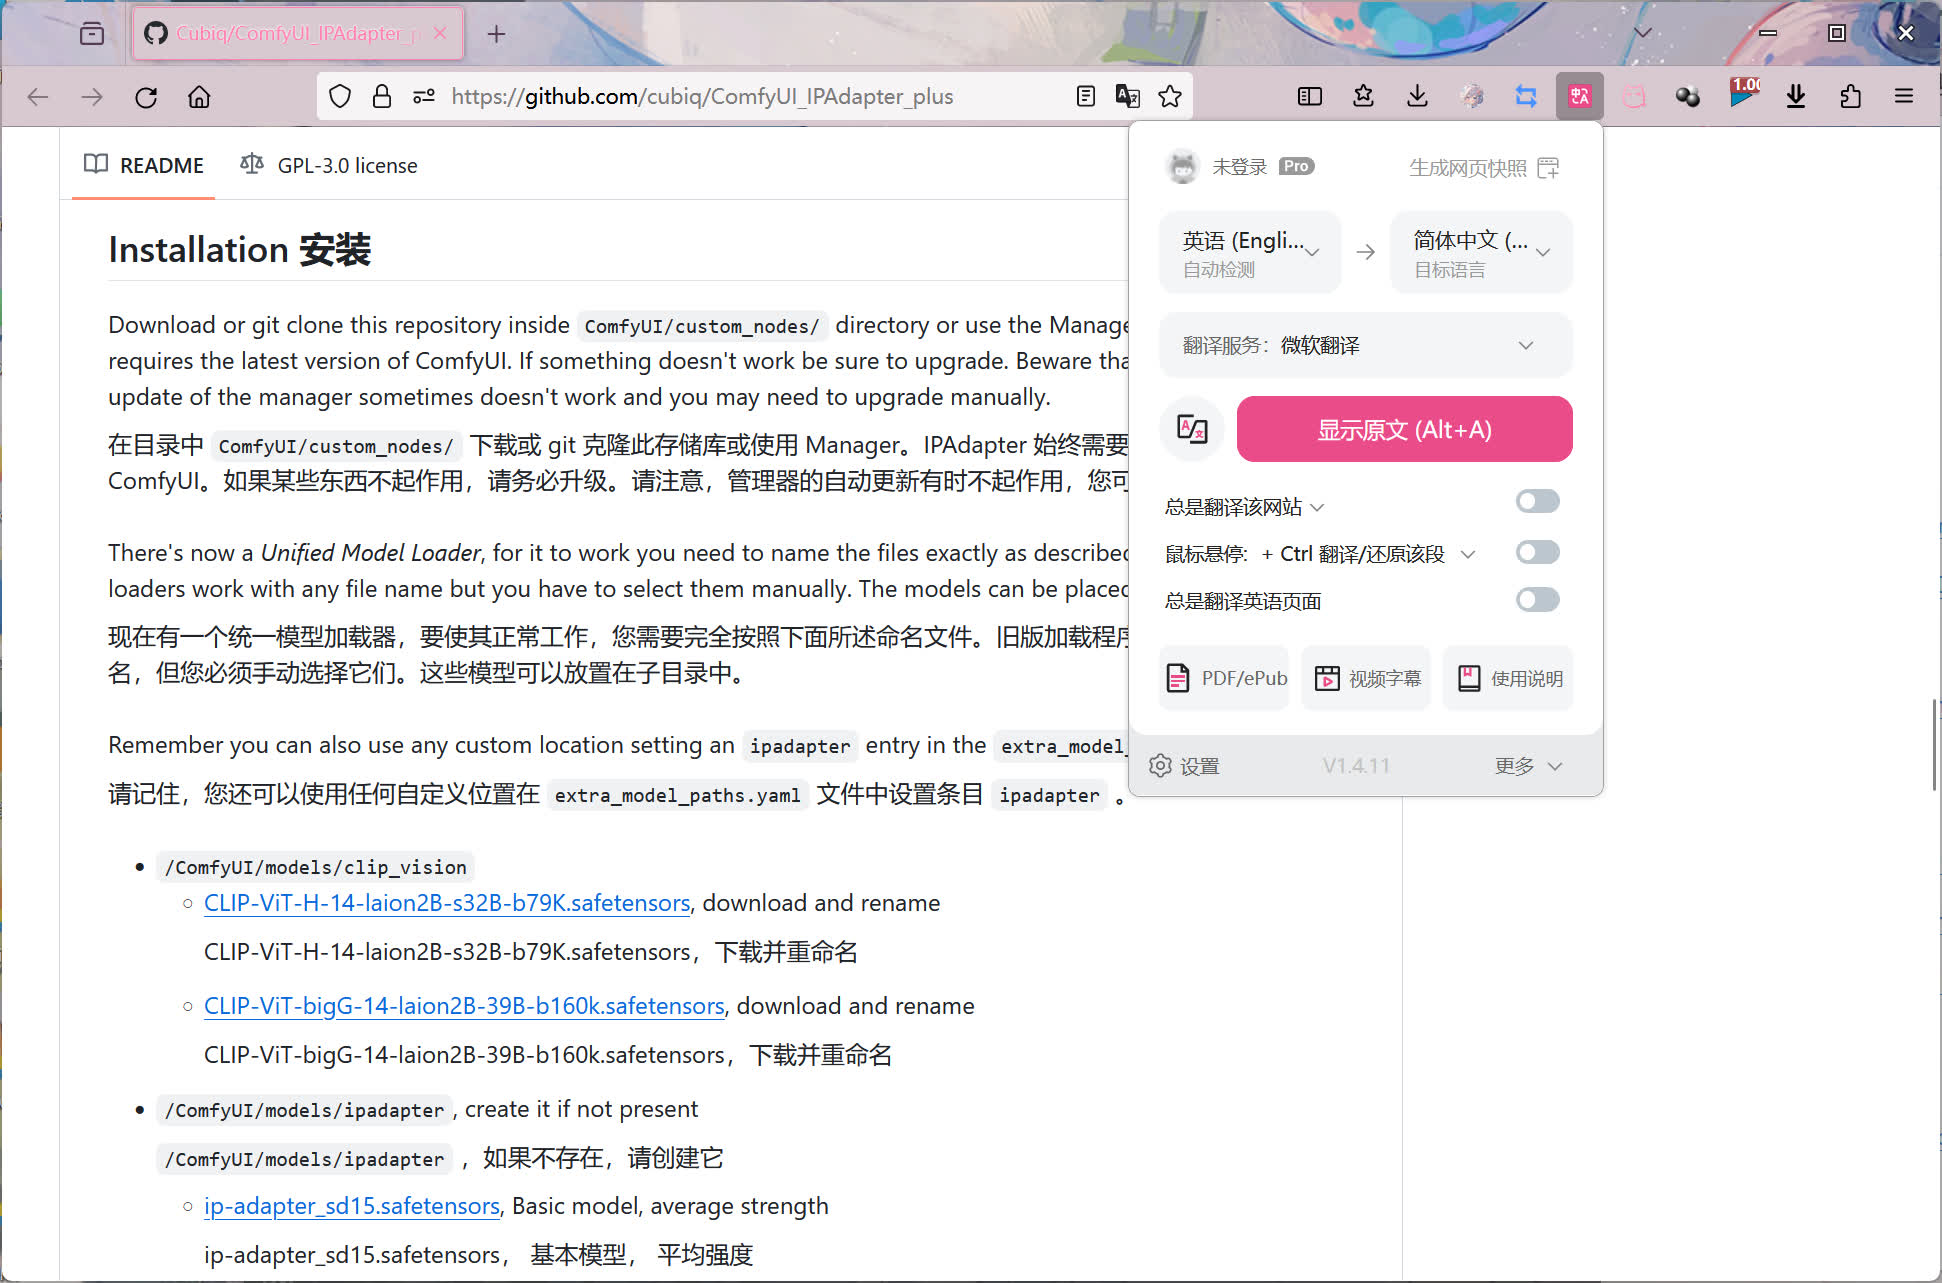 Cubiq/ComfyUI_IPAdapter_p
https://github.com/cubiq/ComfyUI_IPAdapter_plus
1.00
README
GPL-3.0 license
Installation 安装
Download or git clone this repository inside ComfyUI/custom_nodes/ directory or use the Manage
requires the latest version of ComfyUI. If something doesn't work be sure to upgrade. Beware tha
update of the manager sometimes doesn't work and you may need to upgrade manually.
在目录中 ComfyUI/custom_nodes/ 下载或 git 克隆此存储库或使用 Manager。IPAdapter 始终需要
ComfyUI。如果某些东西不起作用，请务必升级。请注意，管理器的自动更新有时不起作用，您可
There's now a Unified Model Loader, for it to work you need to name the files exactly as described
loaders work with any file name but you have to select them manually. The models can be placed
现在有一个统一模型加载器，要使其正常工作，您需要完全按照下面所述命名文件。旧版加载程序
名，但您必须手动选择它们。这些模型可以放置在子目录中。
Remember you can also use any custom location setting an ipadapter entry in the extra_model_
请记住，您还可以使用任何自定义位置在 extra_model_paths.yaml 文件中设置条目 ipadapter 。
/ComfyUI/models/clip_vision
CLIP-ViT-H-14-laion2B-s32B-b79K.safetensors, download and rename
CLIP-ViT-H-14-laion2B-s32B-b79K.safetensors，下载并重命名
CLIP-ViT-bigG-14-laion2B-39B-b160k.safetensors, download and rename
CLIP-ViT-bigG-14-laion2B-39B-b160k.safetensors，下载并重命名
/ComfyUI/models/ipadapter , create it if not present
/ComfyUI/models/ipadapter ，如果不存在，请创建它
ip-adapter_sd15.safetensors, Basic model, average strength
ip-adapter_sd15.safetensors， 基本模型， 平均强度
未登录 Pro
生成网页快照
英语 (Engli...
自动检测
简体中文 (...
目标语言
翻译服务: 微软翻译
显示原文 (Alt+A)
总是翻译该网站
鼠标悬停: + Ctrl 翻译/还原该段
总是翻译英语页面
PDF/ePub
视频字幕
使用说明
设置
V1.4.11
更多